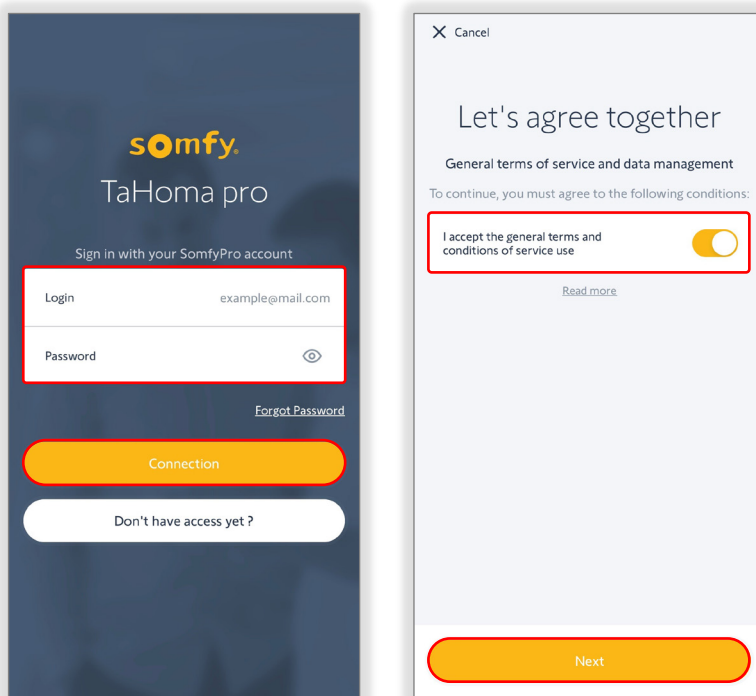 somfy.
TaHoma pro
Sign in with your SomfyPro account
Login example@mail.com
Password
Forgot Password
Connection
Don't have access yet ?
Cancel
Let's agree together
General terms of service and data management
To continue, you must agree to the following conditions:
I accept the general terms and
conditions of service use
Read more
Next